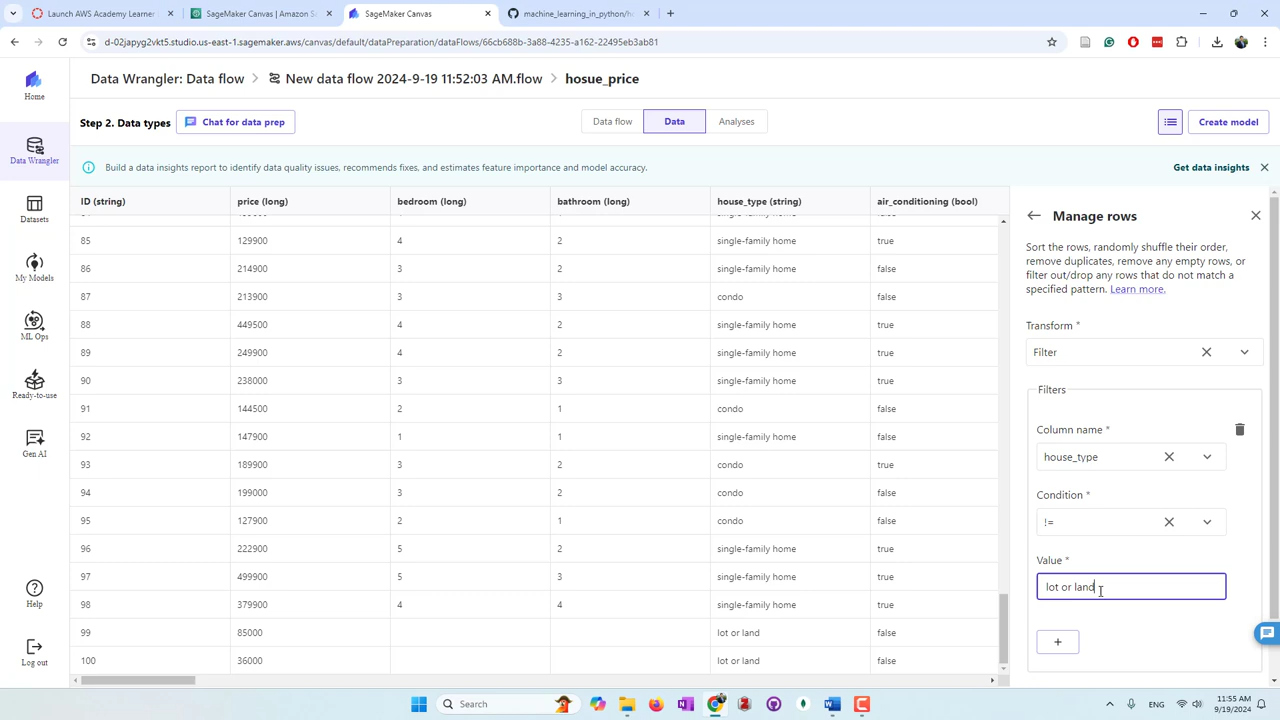 Launch AWS Academy Learner
SageMaker Canvas | Amazon S
SageMaker Canvas
machine_learning_in_python/ho
d-02japyg2vkt5.studio.us-east-1.sagemaker.aws/canvas/default/dataPreparation/dataFlows/66cb688b-3a88-4235-a162-22495eb3ab81
Home
Data Wrangler
Datasets
My Models
ML Ops
Ready-to-use
Gen AI
Help
Log out
Data Wrangler: Data flow > New data flow 2024-9-19 11:52:03 AM.flow > hosue_price
Step 2. Data types Chat for data prep Data flow Data Analyses Create model
Build a data insights report to identify data quality issues, recommends fixes, and estimates feature importance and model accuracy. Get data insights
ID (string) price (long) bedroom (long) bathroom (long) house_type (string) air_conditioning (bool)
85 129900 4 2 single-family home true
86 214900 3 2 single-family home false
87 213900 3 3 condo false
88 449500 4 2 single-family home true
89 249900 4 2 single-family home true
90 238000 3 3 single-family home true
91 144500 2 1 condo false
92 147900 1 1 single-family home true
93 189900 3 2 condo true
94 199000 3 2 condo false
95 127900 2 1 condo false
96 222900 5 2 single-family home true
97 499900 5 3 single-family home true
98 379900 4 4 single-family home true
99 85000 lot or land false
100 36000 lot or land false
Manage rows
Sort the rows, randomly shuffle their order,
remove duplicates, remove any empty rows, or
filter out/drop any rows that do not match a
specified pattern. Learn more.
Transform *
Filter
Filters
Column name *
house_type
Condition *
!=
Value *
lot or land
+
Search
ENG
11:55 AM
9/19/2024